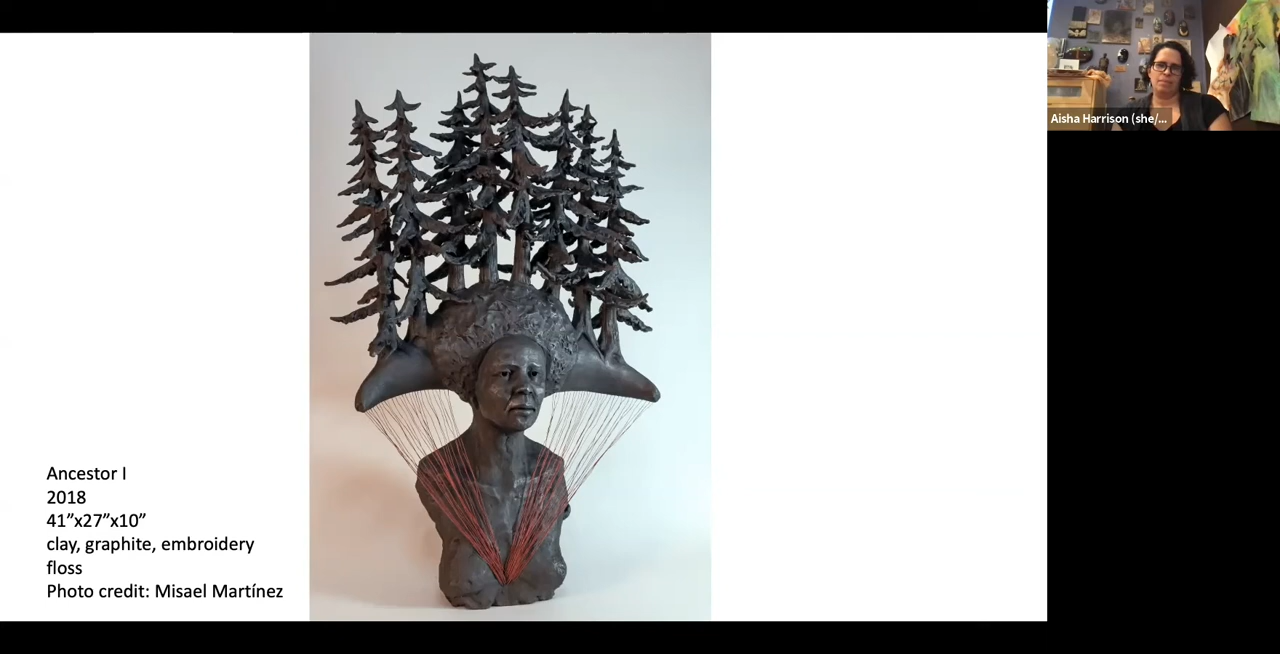 Aisha Harrison (she/...
Ancestor I
2018
41”x27”x10”
clay, graphite, embroidery
floss
Photo credit: Misael Martínez